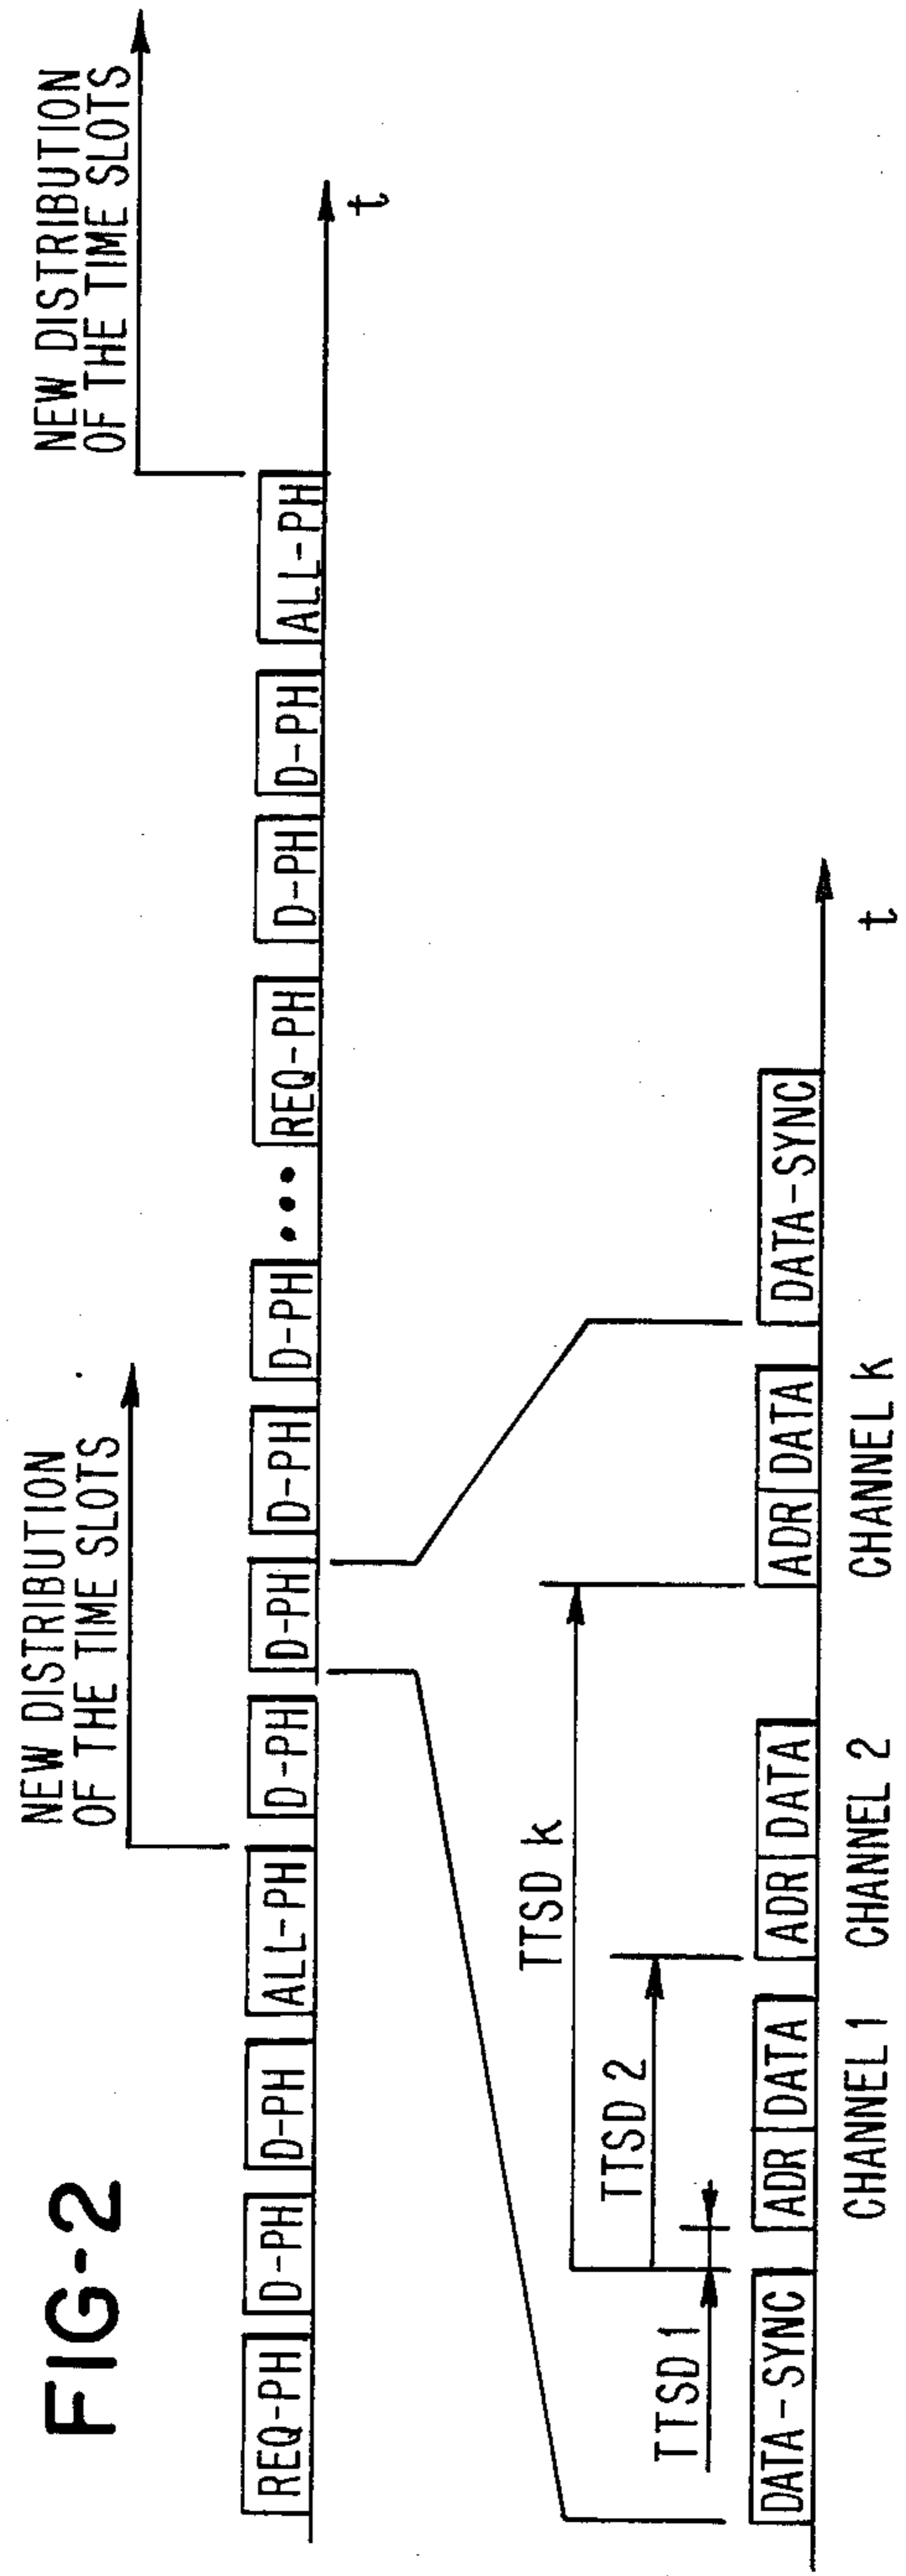 FIG-2
NEW DISTRIBUTION
OF THE TIME SLOTS
NEW DISTRIBUTION
OF THE TIME SLOTS
REQ-PH D-PH D-PH ALL-PH D-PH D-PH D-PH D-PH ••• REQ-PH D-PH D-PH ALL-PH
t
TTSD k
TTSD 2
TTSD 1
DATA-SYNC ADR DATA ADR DATA ADR DATA DATA-SYNC
t
CHANNEL 1 CHANNEL 2 CHANNEL k